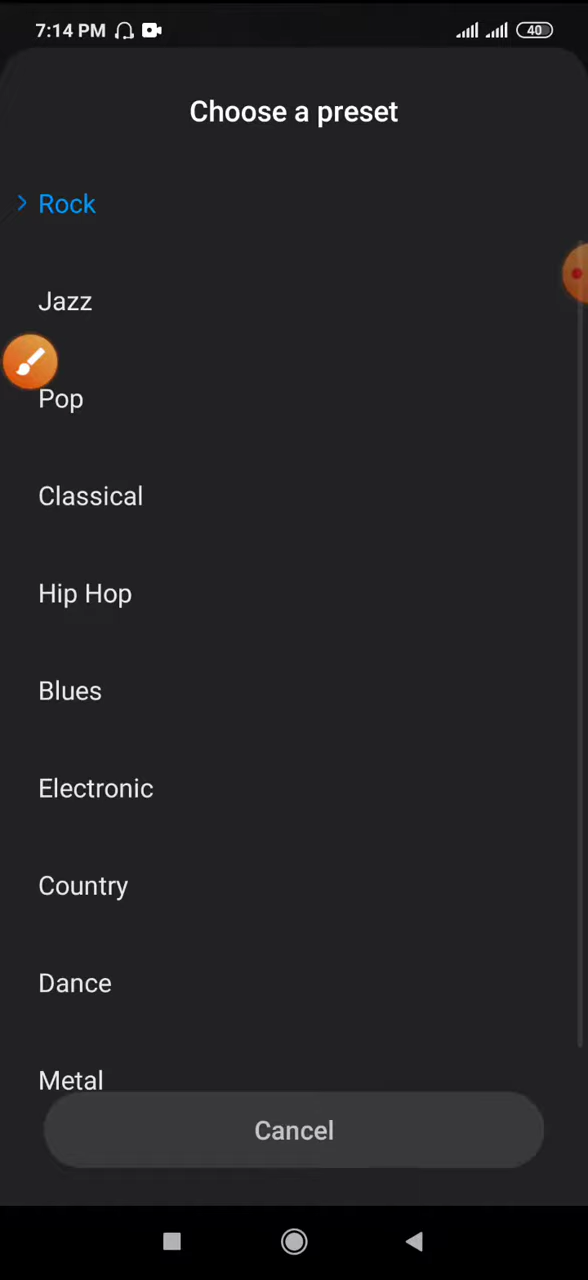 7:14 PM 40
Choose a preset
Rock
Jazz
Pop
Classical
Hip Hop
Blues
Electronic
Country
Dance
Metal
Cancel